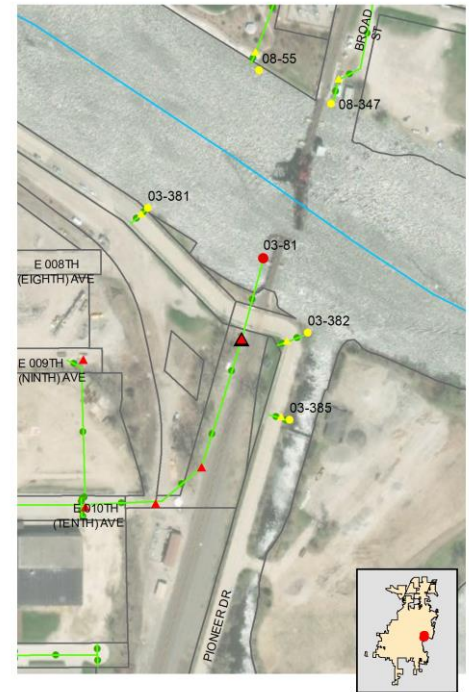 BROAD
ST
08-55
08-347
03-381
03-81
E 008TH
(EIGHTH) AVE
03-382
E 009TH
(NINTH) AVE
03-385
E 010TH
(TENTH) AVE
PIONEER DR